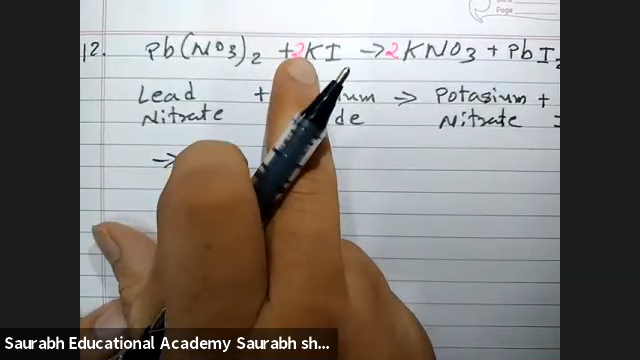 12. Pb(NO3)2 + 2KI → 2KNO3 + PbI2
Lead + → Potasium +
Nitrate Nitrate
→
Saurabh Educational Academy Saurabh sh...